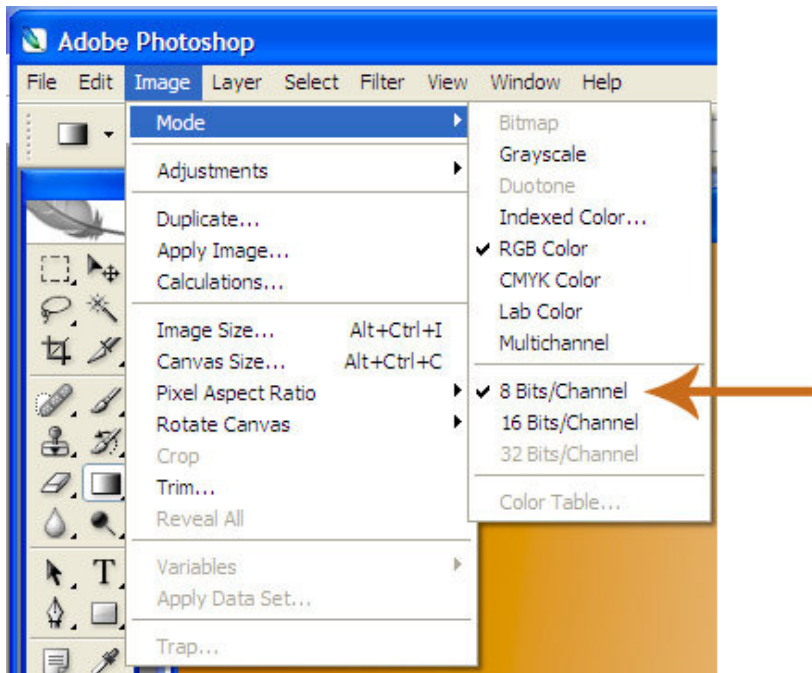 Adobe Photoshop
File Edit Image Layer Select Filter View Window Help
Mode
Adjustments
Duplicate...
Apply Image...
Calculations...
Image Size... Alt+Ctrl+I
Canvas Size... Alt+Ctrl+C
Pixel Aspect Ratio
Rotate Canvas
Crop
Trim...
Reveal All
Variables
Apply Data Set...
Trap...
Bitmap
Grayscale
Duotone
Indexed Color...
RGB Color
CMYK Color
Lab Color
Multichannel
8 Bits/Channel
16 Bits/Channel
32 Bits/Channel
Color Table...